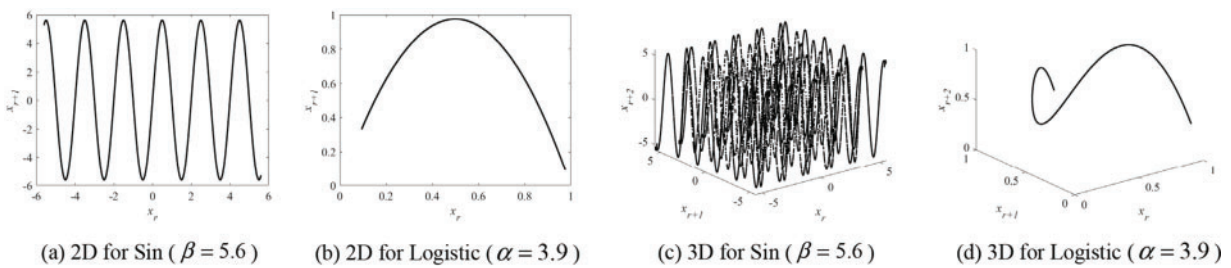 6
4
2
0
-2
-4
-6
-6 -4 -2 0 2 4 6
x_{r+1}
x_r
(a) 2D for Sin ( β = 5.6 )
1
0.8
0.6
0.4
0.2
0
0 0.2 0.4 0.6 0.8 1
x_{r+1}
x_r
(b) 2D for Logistic ( α = 3.9 )
5
0
-5
x_{r+2}
5
0
-5
x_{r+1}
-5
0
5
x_r
(c) 3D for Sin ( β = 5.6 )
1
0.5
0
x_{r+2}
1
0.5
0
x_{r+1}
0
0.5
1
x_r
(d) 3D for Logistic ( α = 3.9 )